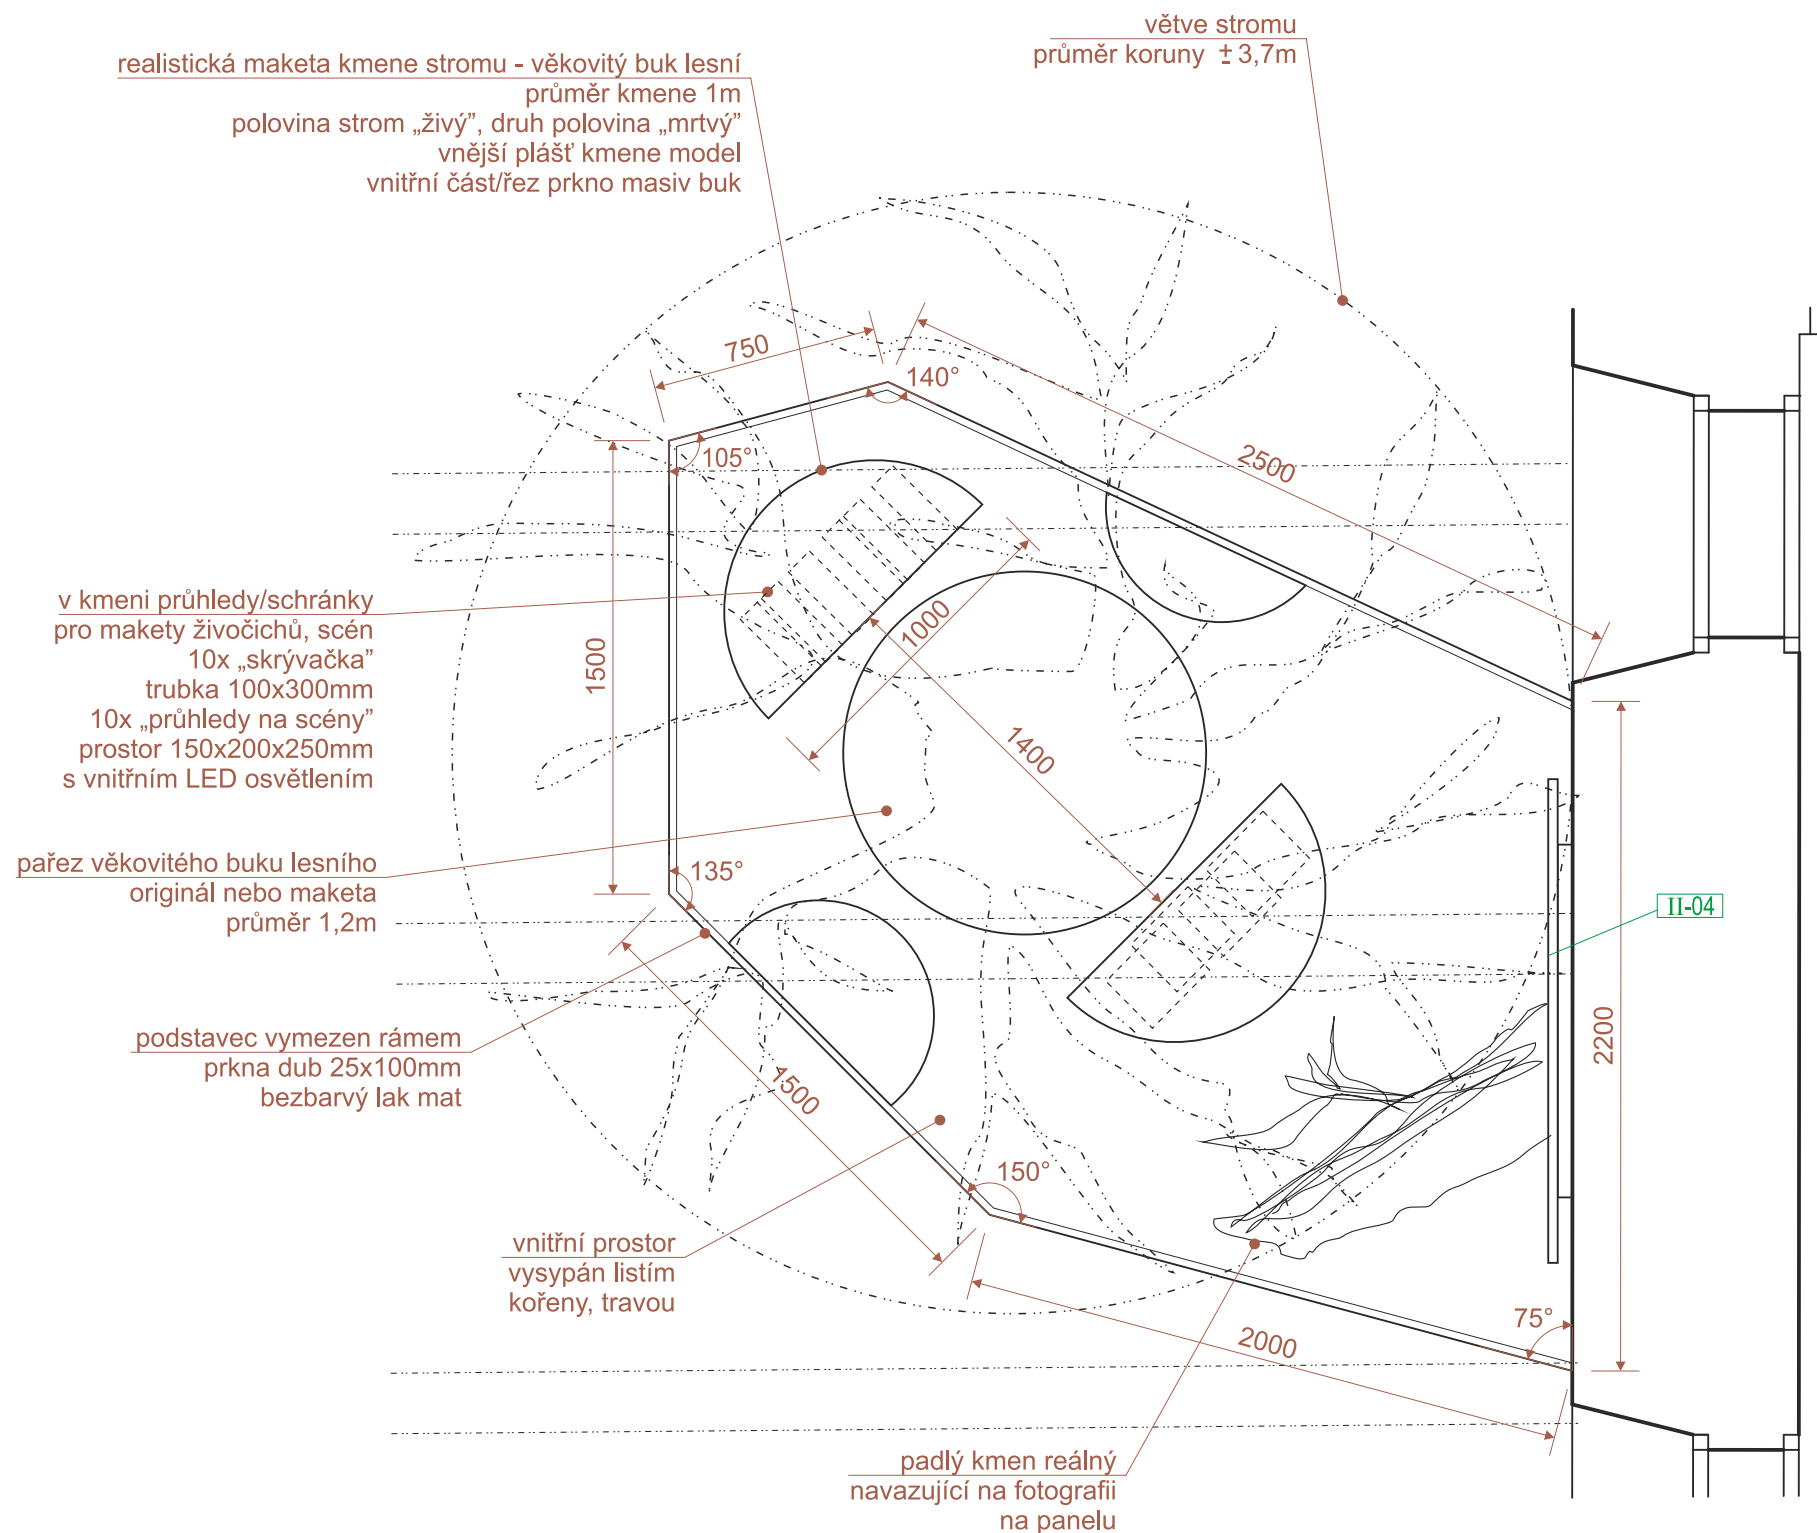 větve stromu
průměr koruny ± 3,7m
realistická maketa kmene stromu - věkovitý buk lesní
průměr kmene 1m
polovina strom „živý”, druh polovina „mrtvý”
vnější plášť kmene model
vnitřní část/řez prkno masiv buk
750
140°
105°
2500
v kmeni průhledy/schránky
pro makety živočichů, scén
10x „skrývačka”
trubka 100x300mm
10x „průhledy na scény”
prostor 150x200x250mm
s vnitřním LED osvětlením
1500
1000
1400
pařez věkovitého buku lesního
originál nebo maketa
průměr 1,2m
135°
II-04
podstavec vymezen rámem
prkna dub 25x100mm
bezbarvý lak mat
1500
2200
150°
vnitřní prostor
vysypán listím
kořeny, travou
75°
2000
padlý kmen reálný
navazující na fotografii
na panelu